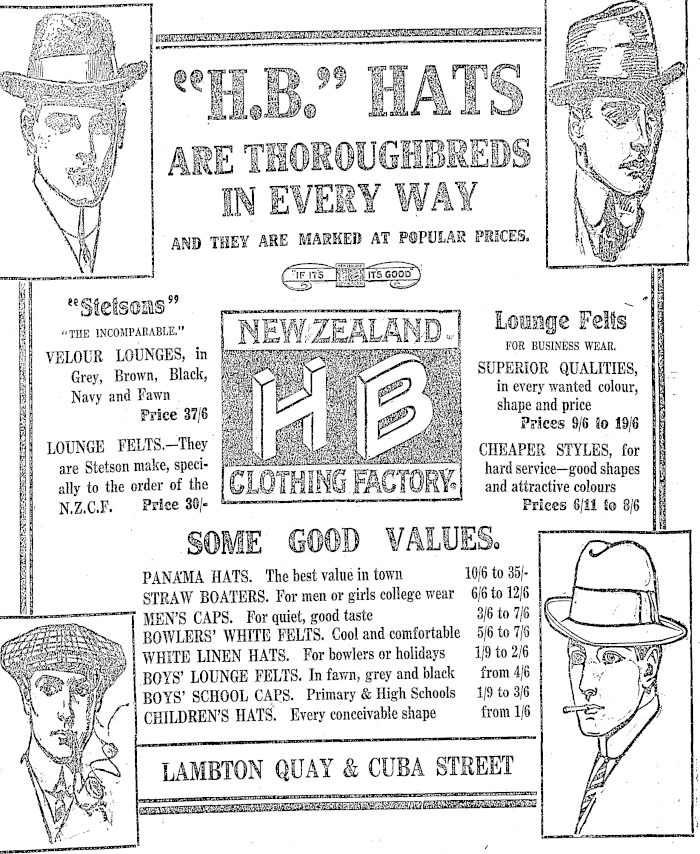 "H.B." HATS
ARE THOROUGHBREDS
IN EVERY WAY
AND THEY ARE MARKED AT POPULAR PRICES.
"IF IT'S IT'S GOOD"
"Stetsons"
"THE INCOMPARABLE."
VELOUR LOUNGES, in
Grey, Brown, Black,
Navy and Fawn
Price 37/6
LOUNGE FELTS.—They
are Stetson make, speci-
ally to the order of the
N.Z.C.F. Price 30/-
NEW ZEALAND
HB
CLOTHING FACTORY.
Lounge Felts
FOR BUSINESS WEAR.
SUPERIOR QUALITIES,
in every wanted colour,
shape and price
Prices 9/6 to 19/6
CHEAPER STYLES, for
hard service—good shapes
and attractive colours
Prices 6/11 to 8/6
SOME GOOD VALUES.
PANAMA HATS. The best value in town 10/6 to 35/-
STRAW BOATERS. For men or girls college wear 6/6 to 12/6
MEN'S CAPS. For quiet, good taste 3/6 to 7/6
BOWLERS' WHITE FELTS. Cool and comfortable 5/6 to 7/6
WHITE LINEN HATS. For bowlers or holidays 1/9 to 2/6
BOYS' LOUNGE FELTS. In fawn, grey and black from 4/6
BOYS' SCHOOL CAPS. Primary & High Schools 1/9 to 3/6
CHILDREN'S HATS. Every conceivable shape from 1/6
LAMBTON QUAY & CUBA STREET